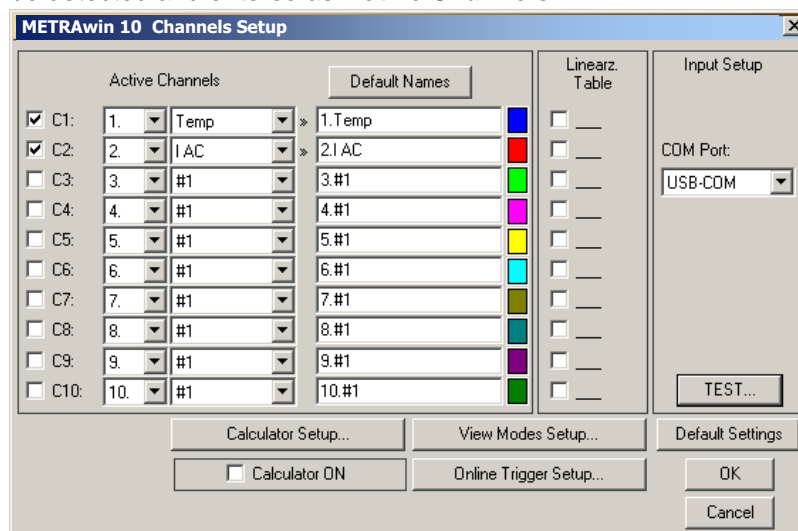 METRAwin 10 Channels Setup
Active Channels
Default Names
Linearz.
Table
Input Setup
C1: 1. Temp » 1.Temp
C2: 2. I AC » 2.I AC
COM Port:
C3: 3. #1 3.#1
USB-COM
C4: 4. #1 4.#1
C5: 5. #1 5.#1
C6: 6. #1 6.#1
C7: 7. #1 7.#1
C8: 8. #1 8.#1
C9: 9. #1 9.#1
C10: 10. #1 10.#1
TEST...
Calculator Setup...
View Modes Setup...
Default Settings
Calculator ON
Online Trigger Setup...
OK
Cancel